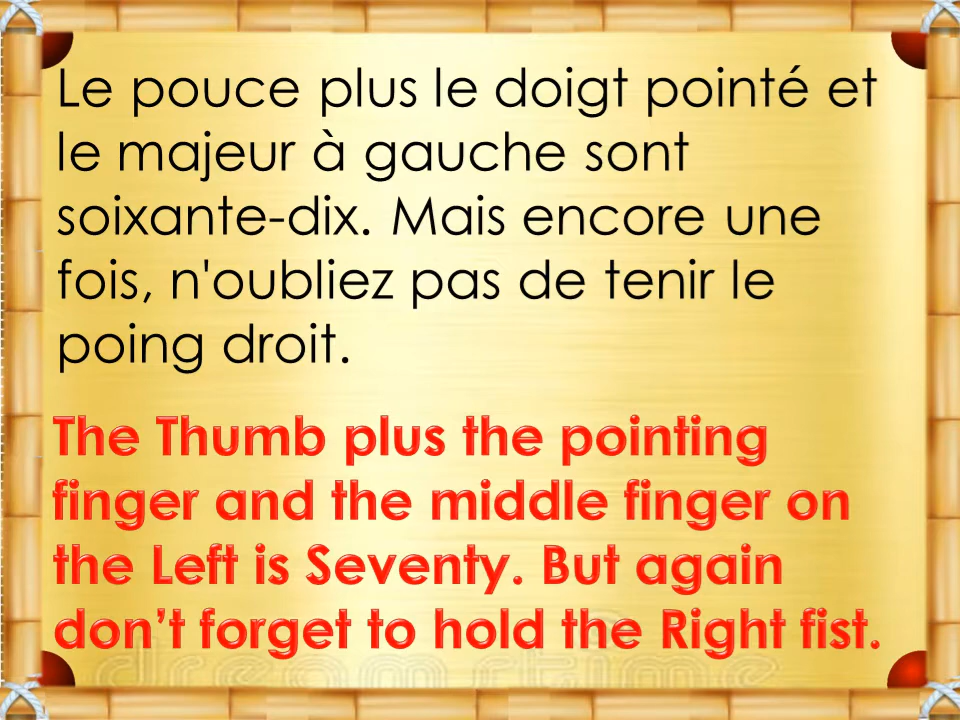 Le pouce plus le doigt pointé et
le majeur à gauche sont
soixante-dix. Mais encore une
fois, n'oubliez pas de tenir le
poing droit.
The Thumb plus the pointing
finger and the middle finger on
the Left is Seventy. But again
don’t forget to hold the Right fist.
dreamstime